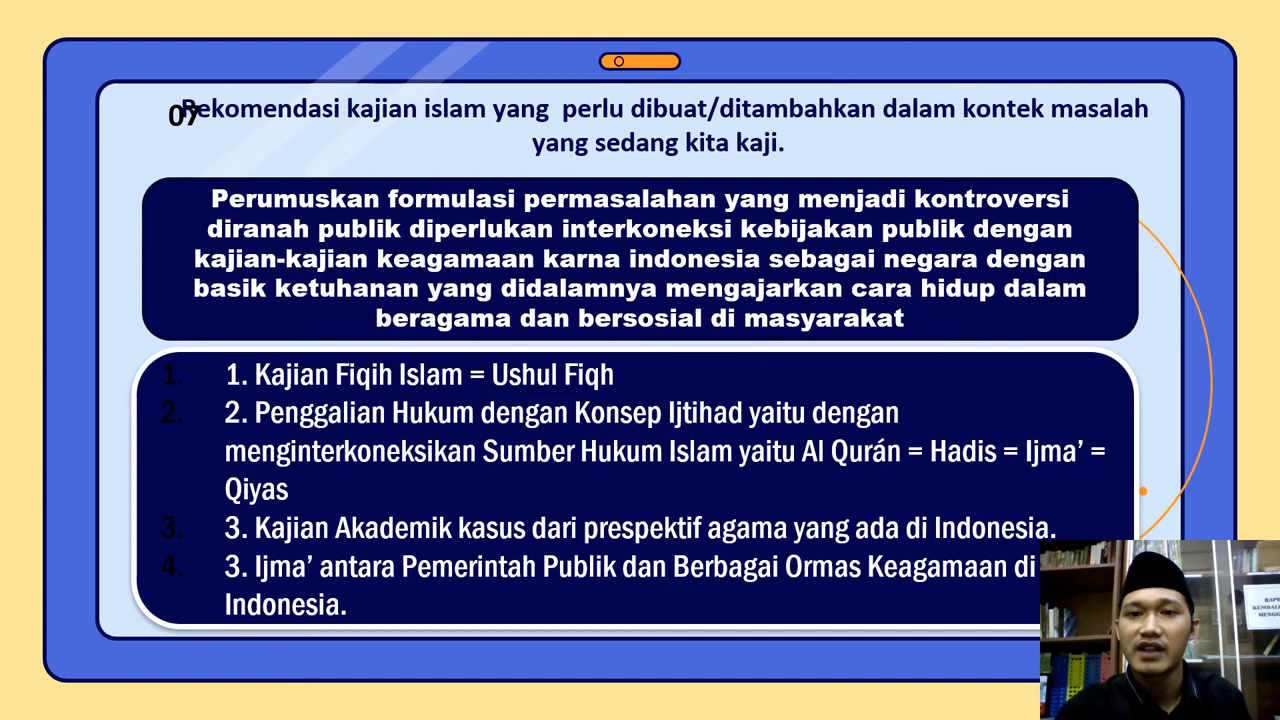 07
Rekomendasi kajian islam yang perlu dibuat/ditambahkan dalam kontek masalah
yang sedang kita kaji.
Perumuskan formulasi permasalahan yang menjadi kontroversi
diranah publik diperlukan interkoneksi kebijakan publik dengan
kajian-kajian keagamaan karna indonesia sebagai negara dengan
basik ketuhanan yang didalamnya mengajarkan cara hidup dalam
beragama dan bersosial di masyarakat
1. 1. Kajian Fiqih Islam = Ushul Fiqh
2. 2. Penggalian Hukum dengan Konsep Ijtihad yaitu dengan
menginterkoneksikan Sumber Hukum Islam yaitu Al Qurán = Hadis = Ijma’ =
Qiyas
3. 3. Kajian Akademik kasus dari prespektif agama yang ada di Indonesia.
4. 3. Ijma’ antara Pemerintah Publik dan Berbagai Ormas Keagamaan di
Indonesia.